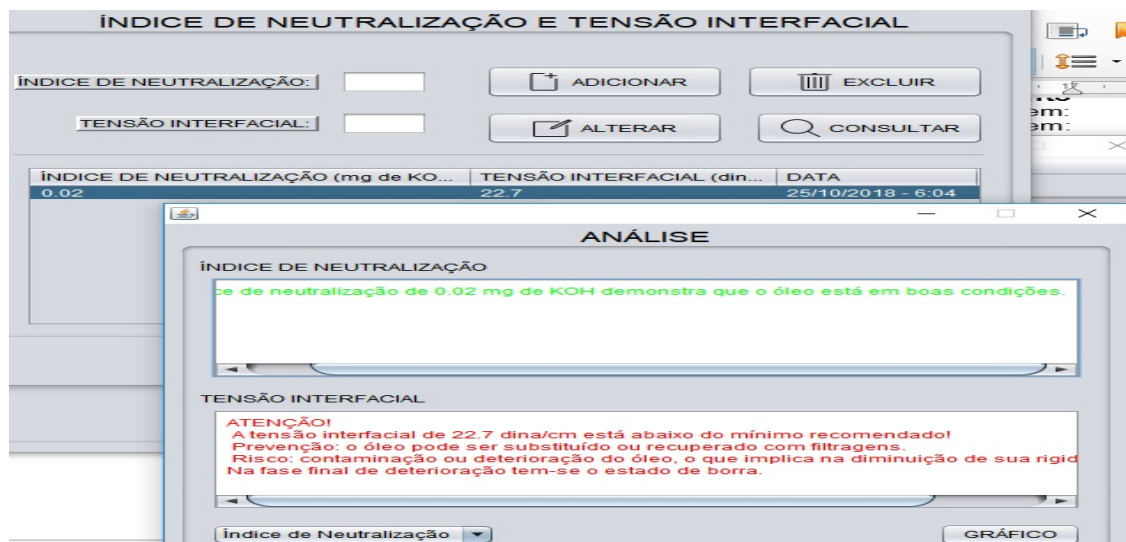 ÍNDICE DE NEUTRALIZAÇÃO E TENSÃO INTERFACIAL
ÍNDICE DE NEUTRALIZAÇÃO:
ADICIONAR
EXCLUIR
TENSÃO INTERFACIAL:
ALTERAR
CONSULTAR
em:
em:
ÍNDICE DE NEUTRALIZAÇÃO (mg de KO... TENSÃO INTERFACIAL (din... DATA
0.02 22.7 25/10/2018 - 6:04
ANÁLISE
ÍNDICE DE NEUTRALIZAÇÃO
ce de neutralização de 0.02 mg de KOH demonstra que o óleo está em boas condições.
TENSÃO INTERFACIAL
ATENÇÃO!
A tensão interfacial de 22.7 dina/cm está abaixo do mínimo recomendado!
Prevenção: o óleo pode ser substituído ou recuperado com filtragens.
Risco: contaminação ou deterioração do óleo, o que implica na diminuição de sua rigid
Na fase final de deterioração tem-se o estado de borra.
Índice de Neutralização
GRÁFICO